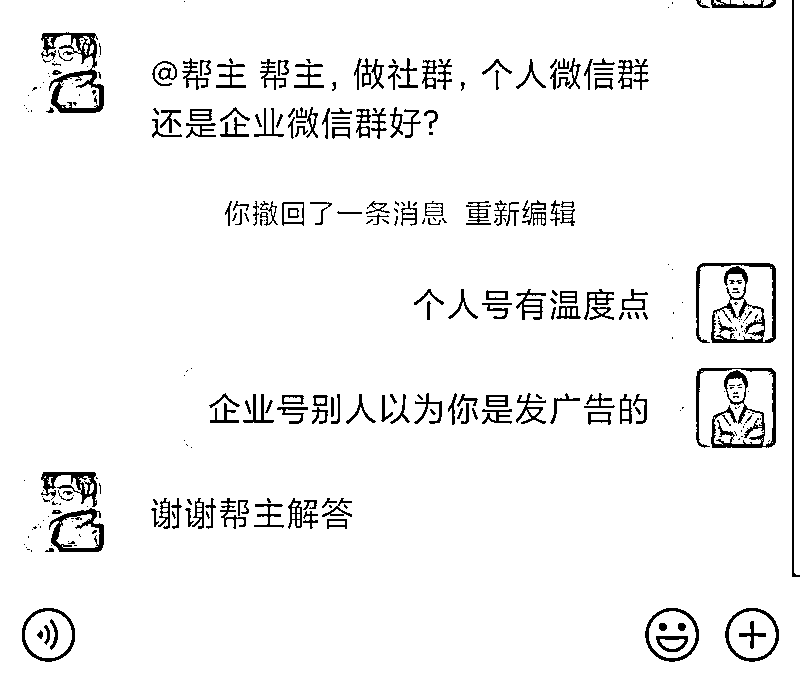 @帮主 帮主，做社群，个人微信群
还是企业微信群好？
你撤回了一条消息 重新编辑
个人号有温度点
企业号别人以为你是发广告的
谢谢帮主解答